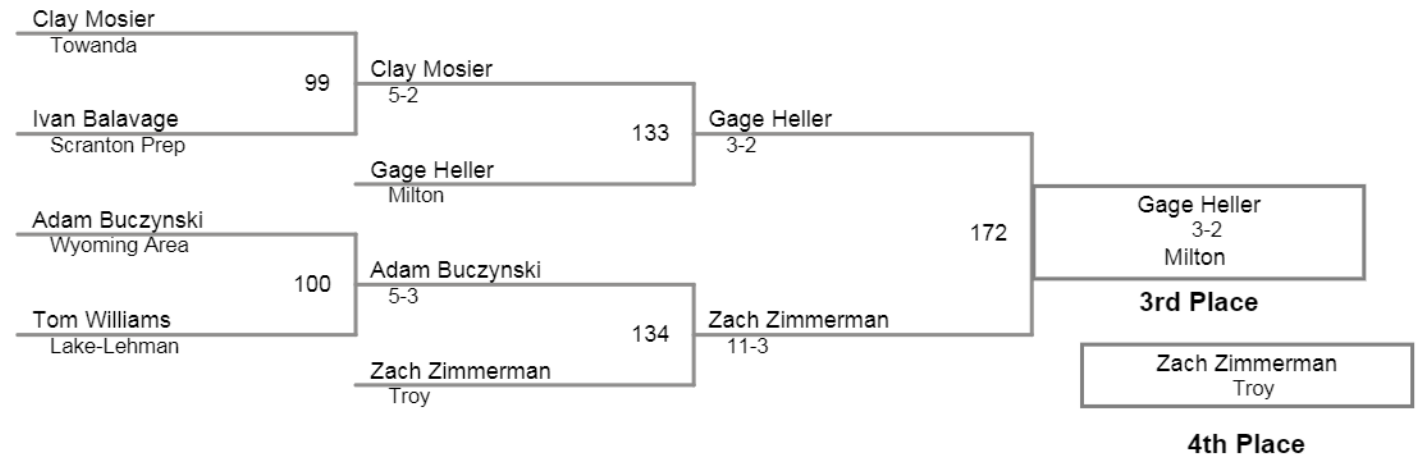 Clay Mosier
Towanda
99
Clay Mosier
5-2
Ivan Balavage
Scranton Prep
133
Gage Heller
3-2
Gage Heller
Milton
Adam Buczynski
Wyoming Area
100
Adam Buczynski
5-3
Tom Williams
Lake-Lehman
134
Zach Zimmerman
11-3
Zach Zimmerman
Troy
172
Gage Heller
3-2
Milton
3rd Place
Zach Zimmerman
Troy
4th Place